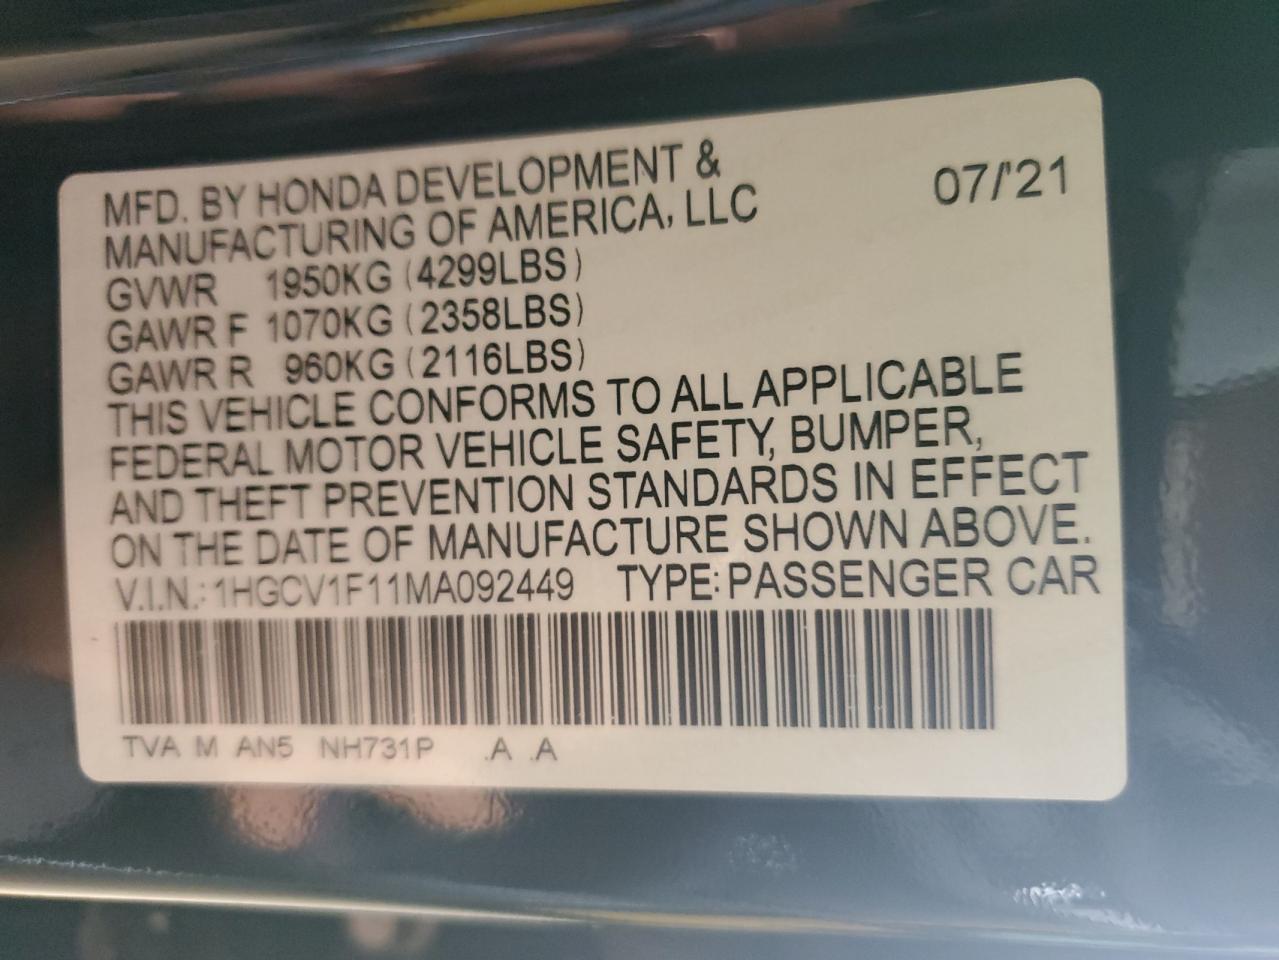 MFD. BY HONDA DEVELOPMENT &
MANUFACTURING OF AMERICA, LLC
07/'21
GVWR 1950KG (4299LBS)
GAWR F 1070KG (2358LBS)
GAWR R 960KG (2116LBS)
THIS VEHICLE CONFORMS TO ALL APPLICABLE
FEDERAL MOTOR VEHICLE SAFETY, BUMPER,
AND THEFT PREVENTION STANDARDS IN EFFECT
ON THE DATE OF MANUFACTURE SHOWN ABOVE.
V.I.N.: 1HGCV1F11MA092449 TYPE: PASSENGER CAR
TVA M AN5 NH731P .A .A